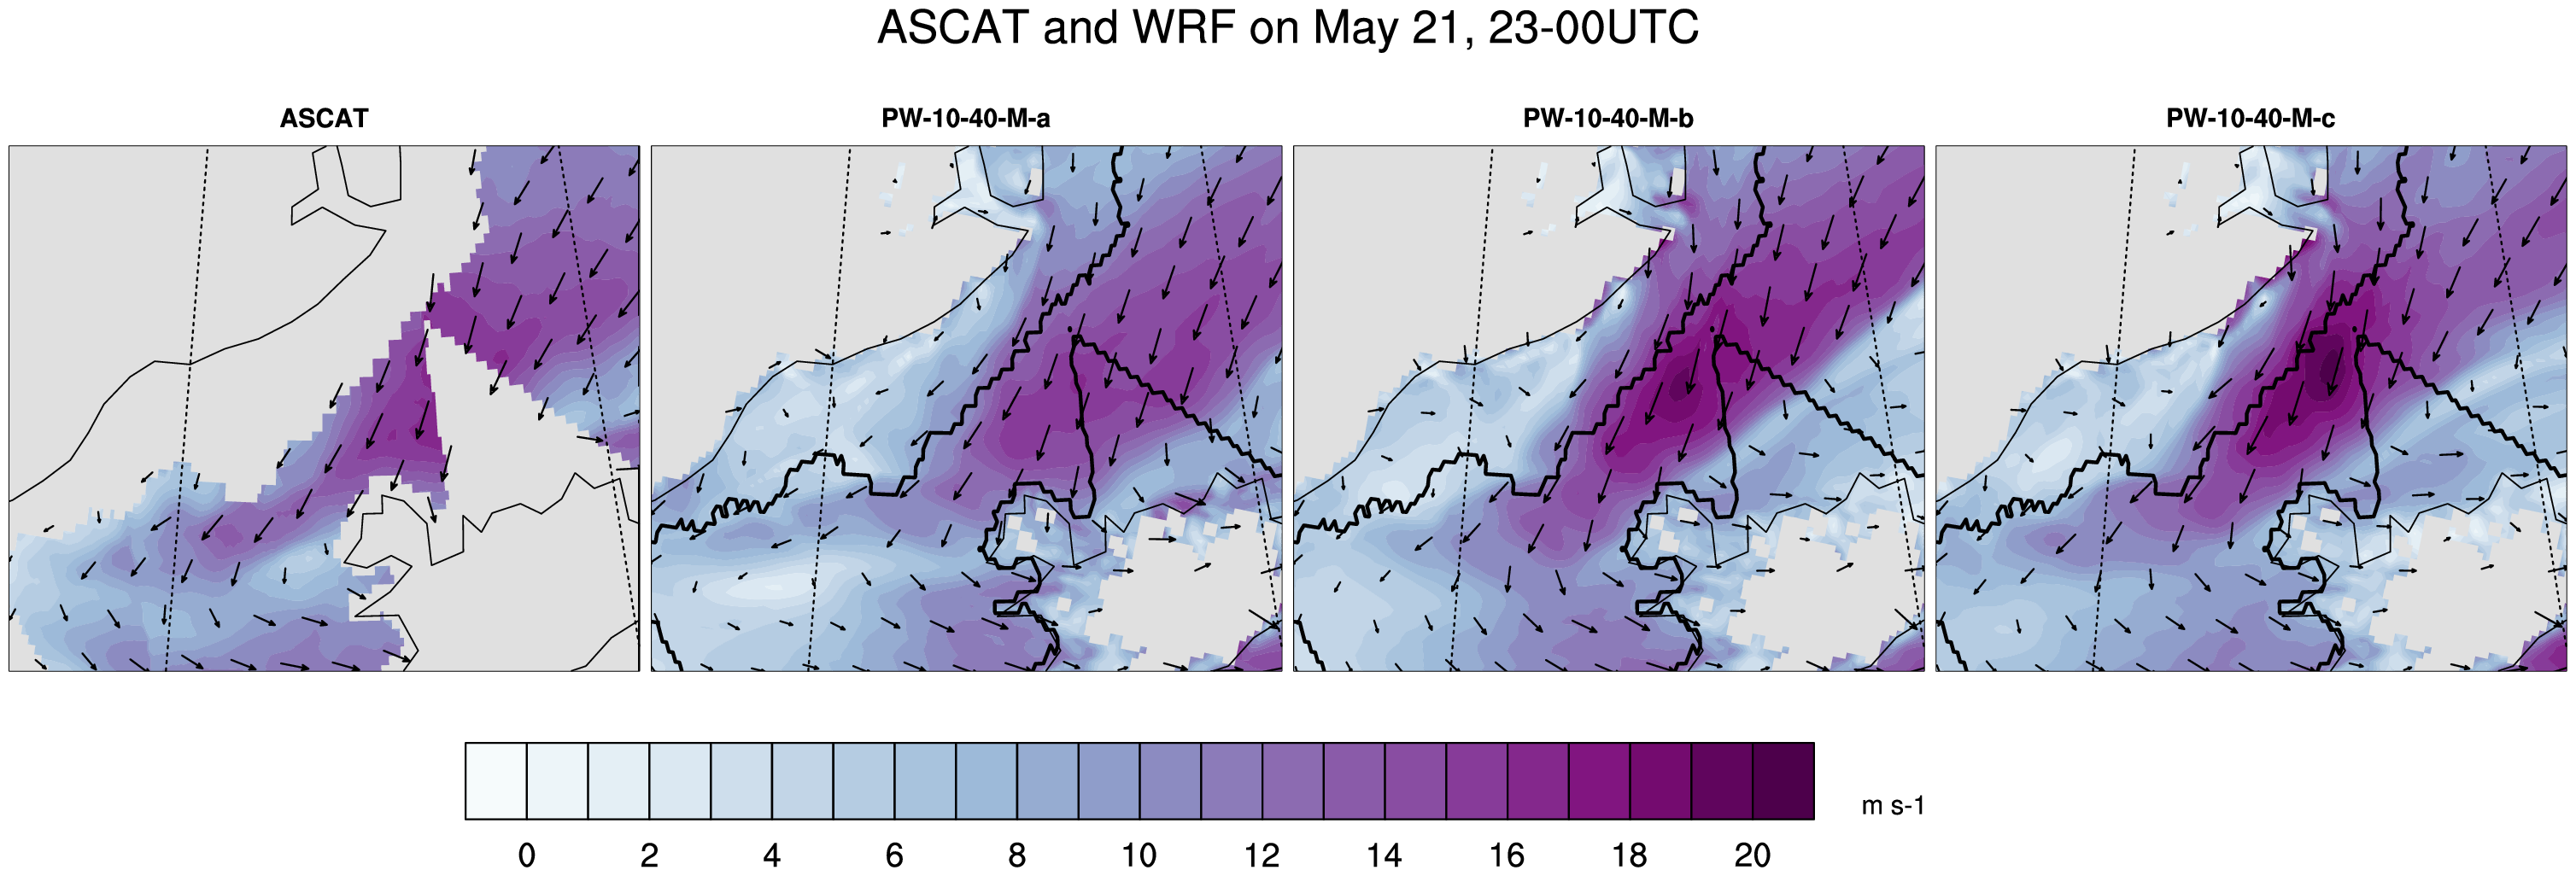 ASCAT and WRF on May 21, 23-00UTC
ASCAT
PW-10-40-M-a
PW-10-40-M-b
PW-10-40-M-c
m s-1
0 2 4 6 8 10 12 14 16 18 20